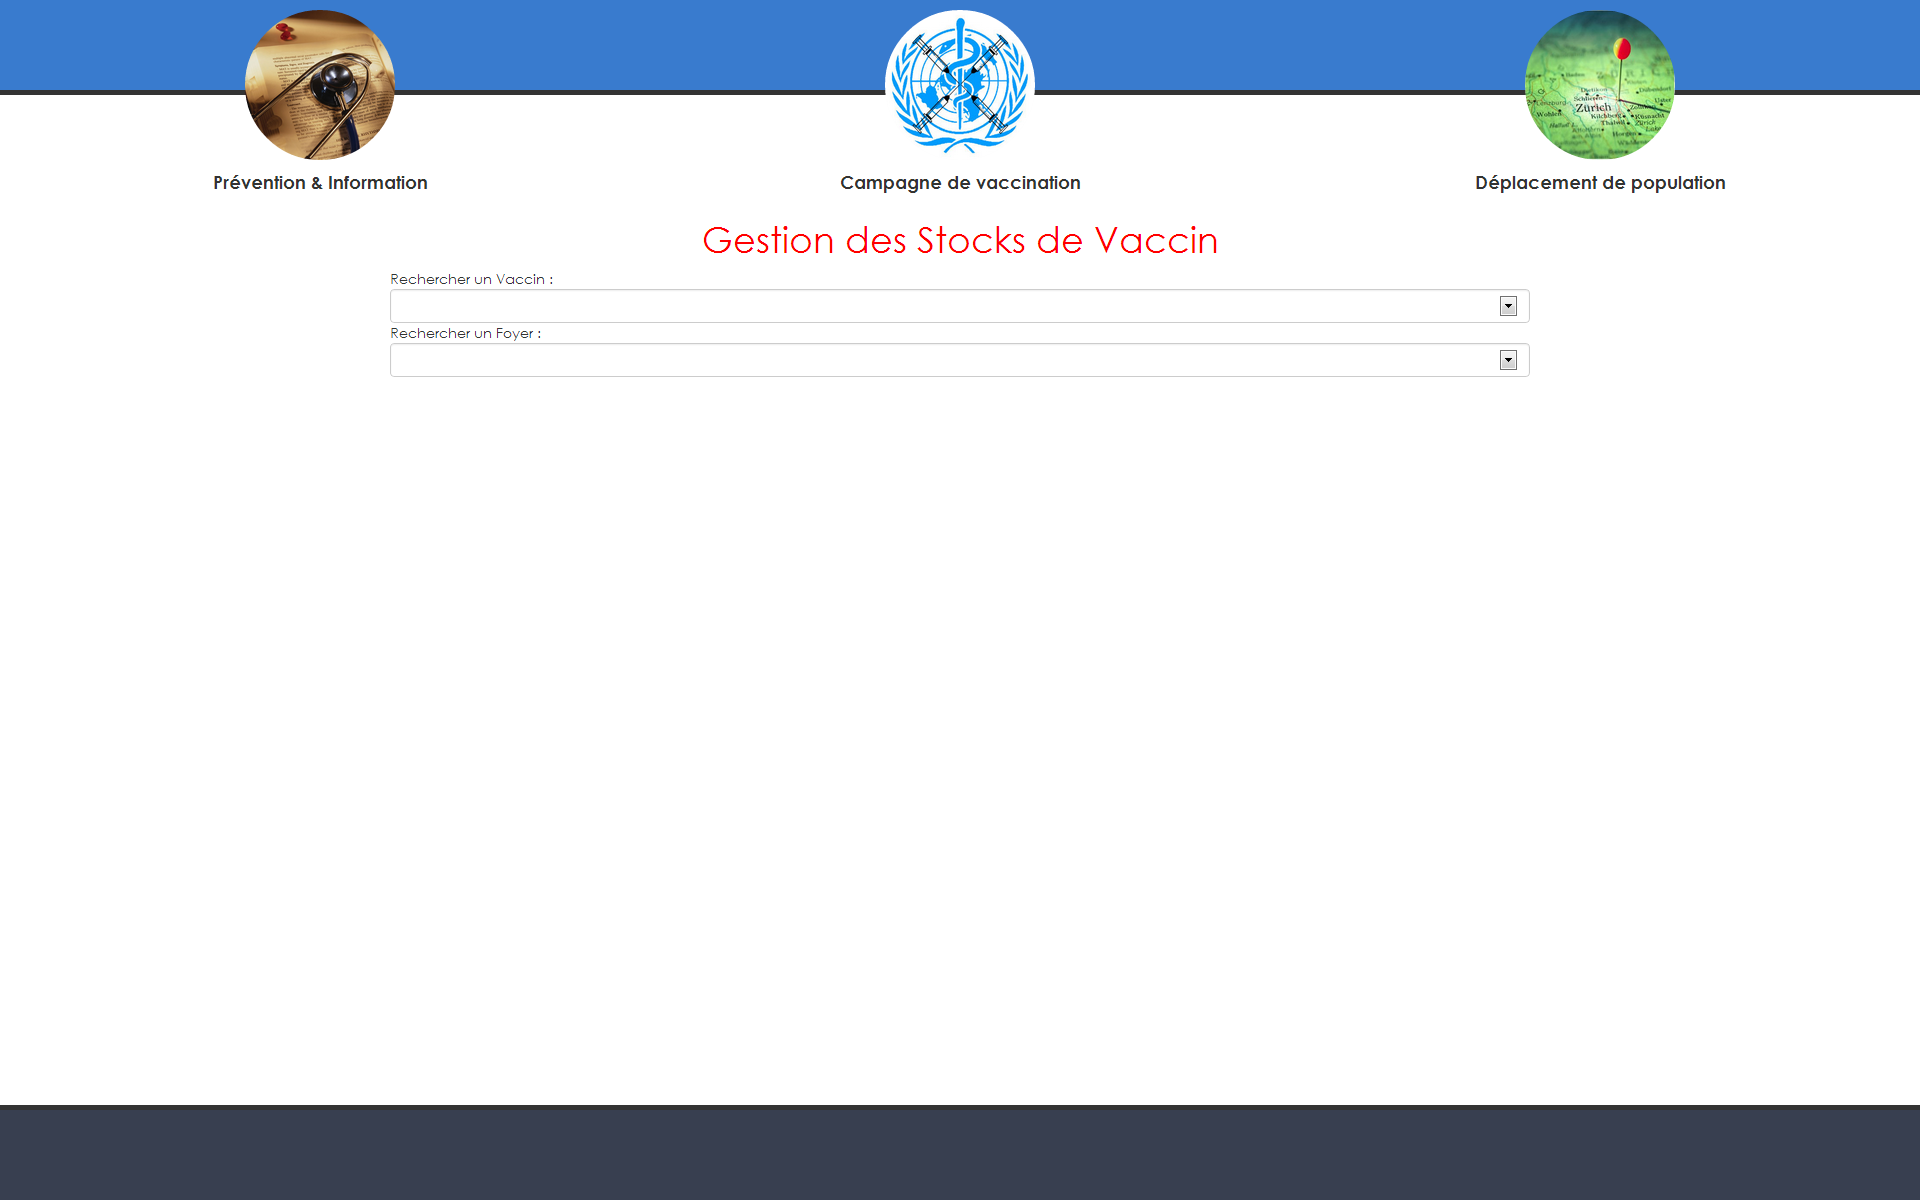 Prévention & Information
Campagne de vaccination
Déplacement de population
Zürich
Gestion des Stocks de Vaccin
Rechercher un Vaccin :
Rechercher un Foyer :